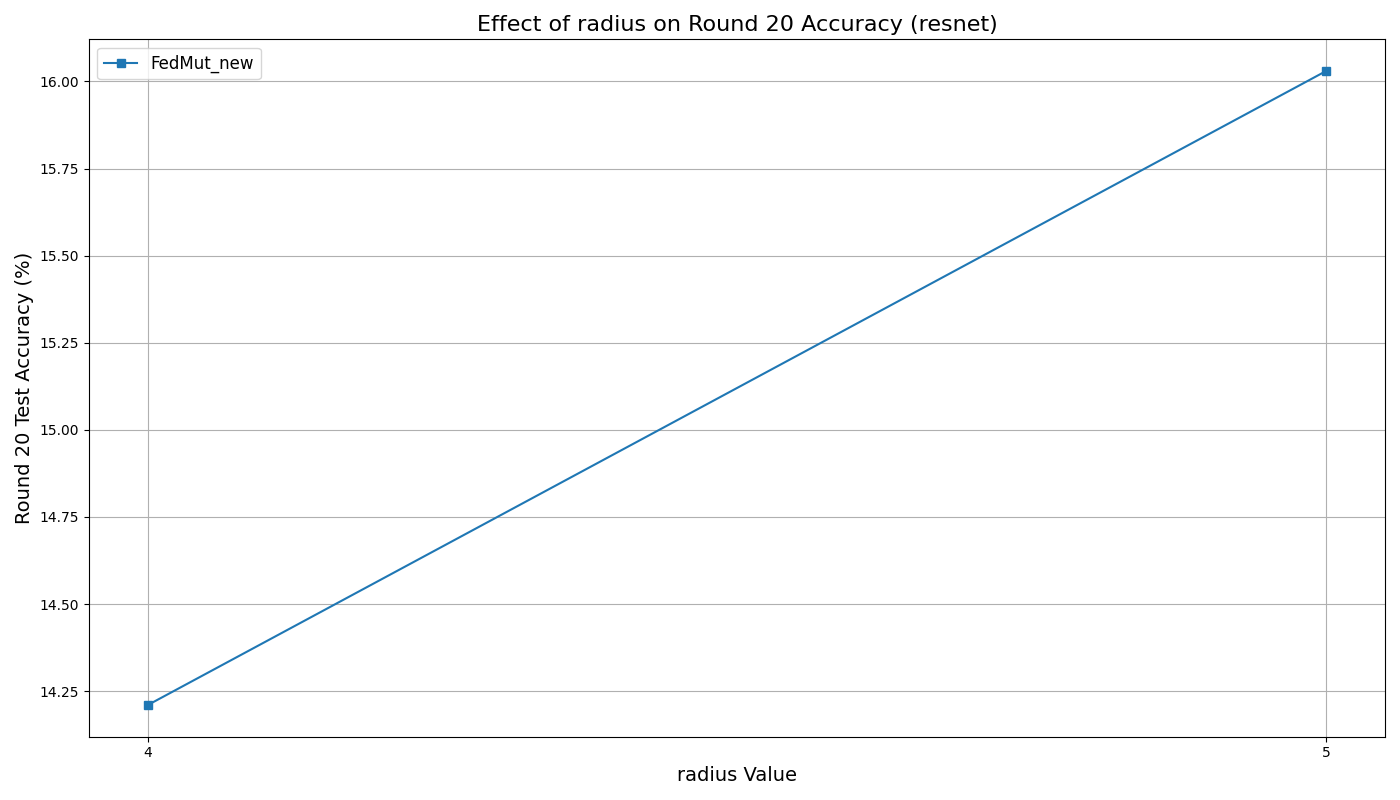 Effect of radius on Round 20 Accuracy (resnet)
FedMut_new
16.00
15.75
15.50
15.25
15.00
14.75
14.50
14.25
Round 20 Test Accuracy (%)
4
5
radius Value